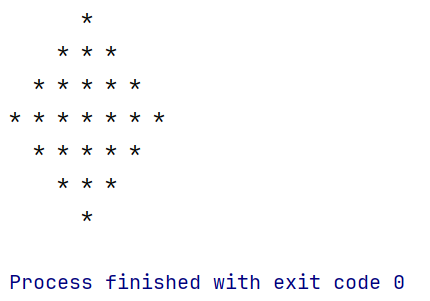 *
    * * *
  * * * * *
* * * * * * *
  * * * * *
    * * *
      *
Process finished with exit code 0